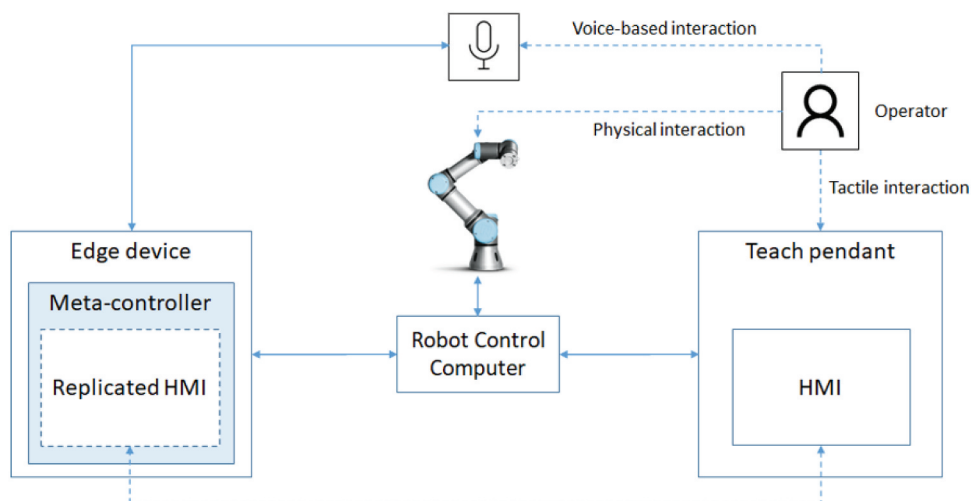 Voice-based interaction
Operator
Physical interaction
Tactile interaction
Edge device
Teach pendant
Meta-controller
Robot Control
Computer
Replicated HMI
HMI